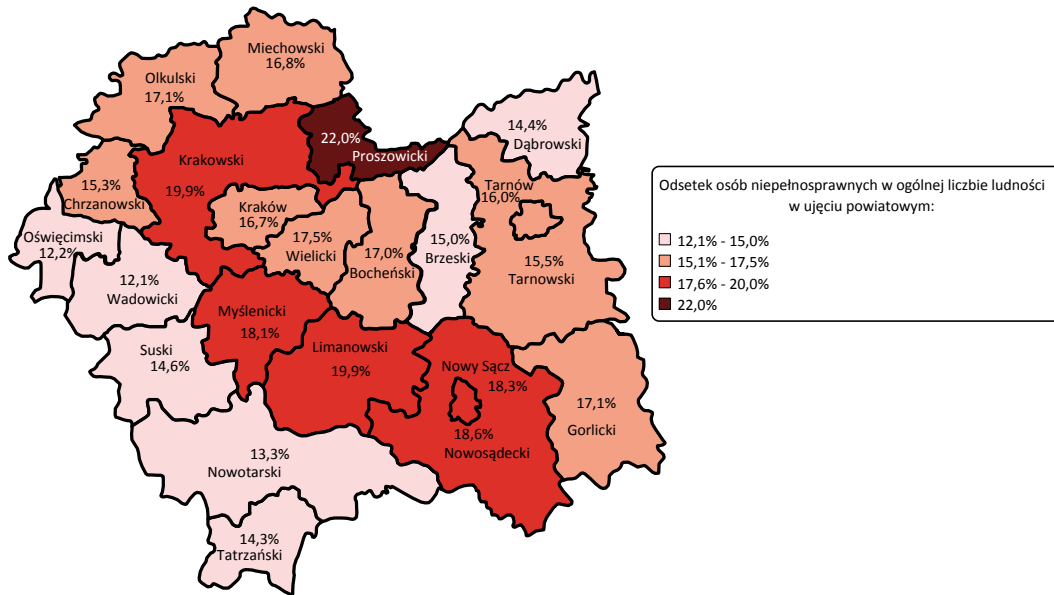 Miechowski
16,8%
Olkulski
17,1%
22,0%
Proszowicki
14,4%
Dąbrowski
Krakowski
19,9%
15,3%
Chrzanowski
Kraków
16,7%
Tarnów
16,0%
Oświęcimski
12,2%
17,5%
Wielicki
17,0%
Bocheński
15,0%
Brzeski
15,5%
Tarnowski
12,1%
Wadowicki
Myślenicki
18,1%
Suski
14,6%
Limanowski
19,9%
Nowy Sącz
18,3%
18,6%
Nowosądecki
17,1%
Gorlicki
13,3%
Nowotarski
14,3%
Tatrzański
Odsetek osób niepełnosprawnych w ogólnej liczbie ludności
w ujęciu powiatowym:
12,1% - 15,0%
15,1% - 17,5%
17,6% - 20,0%
22,0%